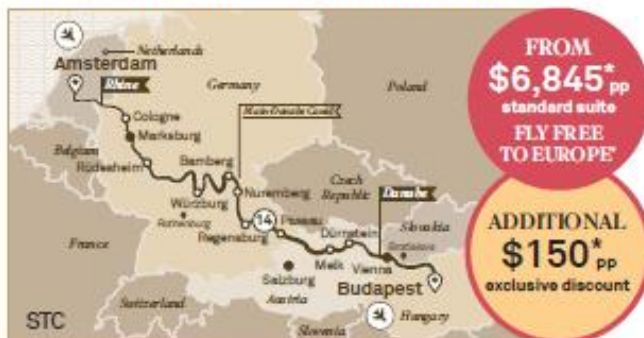 Netherlands
Amsterdam
Rhine
Germany
Poland
Cologne
Marksburg
Main-Danube Canal
Belgium
Rüdesheim
Bamberg
Czech
Republic
Danube
Würzburg
Nuremberg
Rothenburg
14
Passau
Dürnstein
Slovakia
Regensburg
Bratislava
France
Melk
Vienna
Salzburg
Budapest
Switzerland
Austria
STC
Slovenia
Hungary
FROM
$6,845*pp
standard suite
FLY FREE
TO EUROPE*
ADDITIONAL
$150*pp
exclusive discount